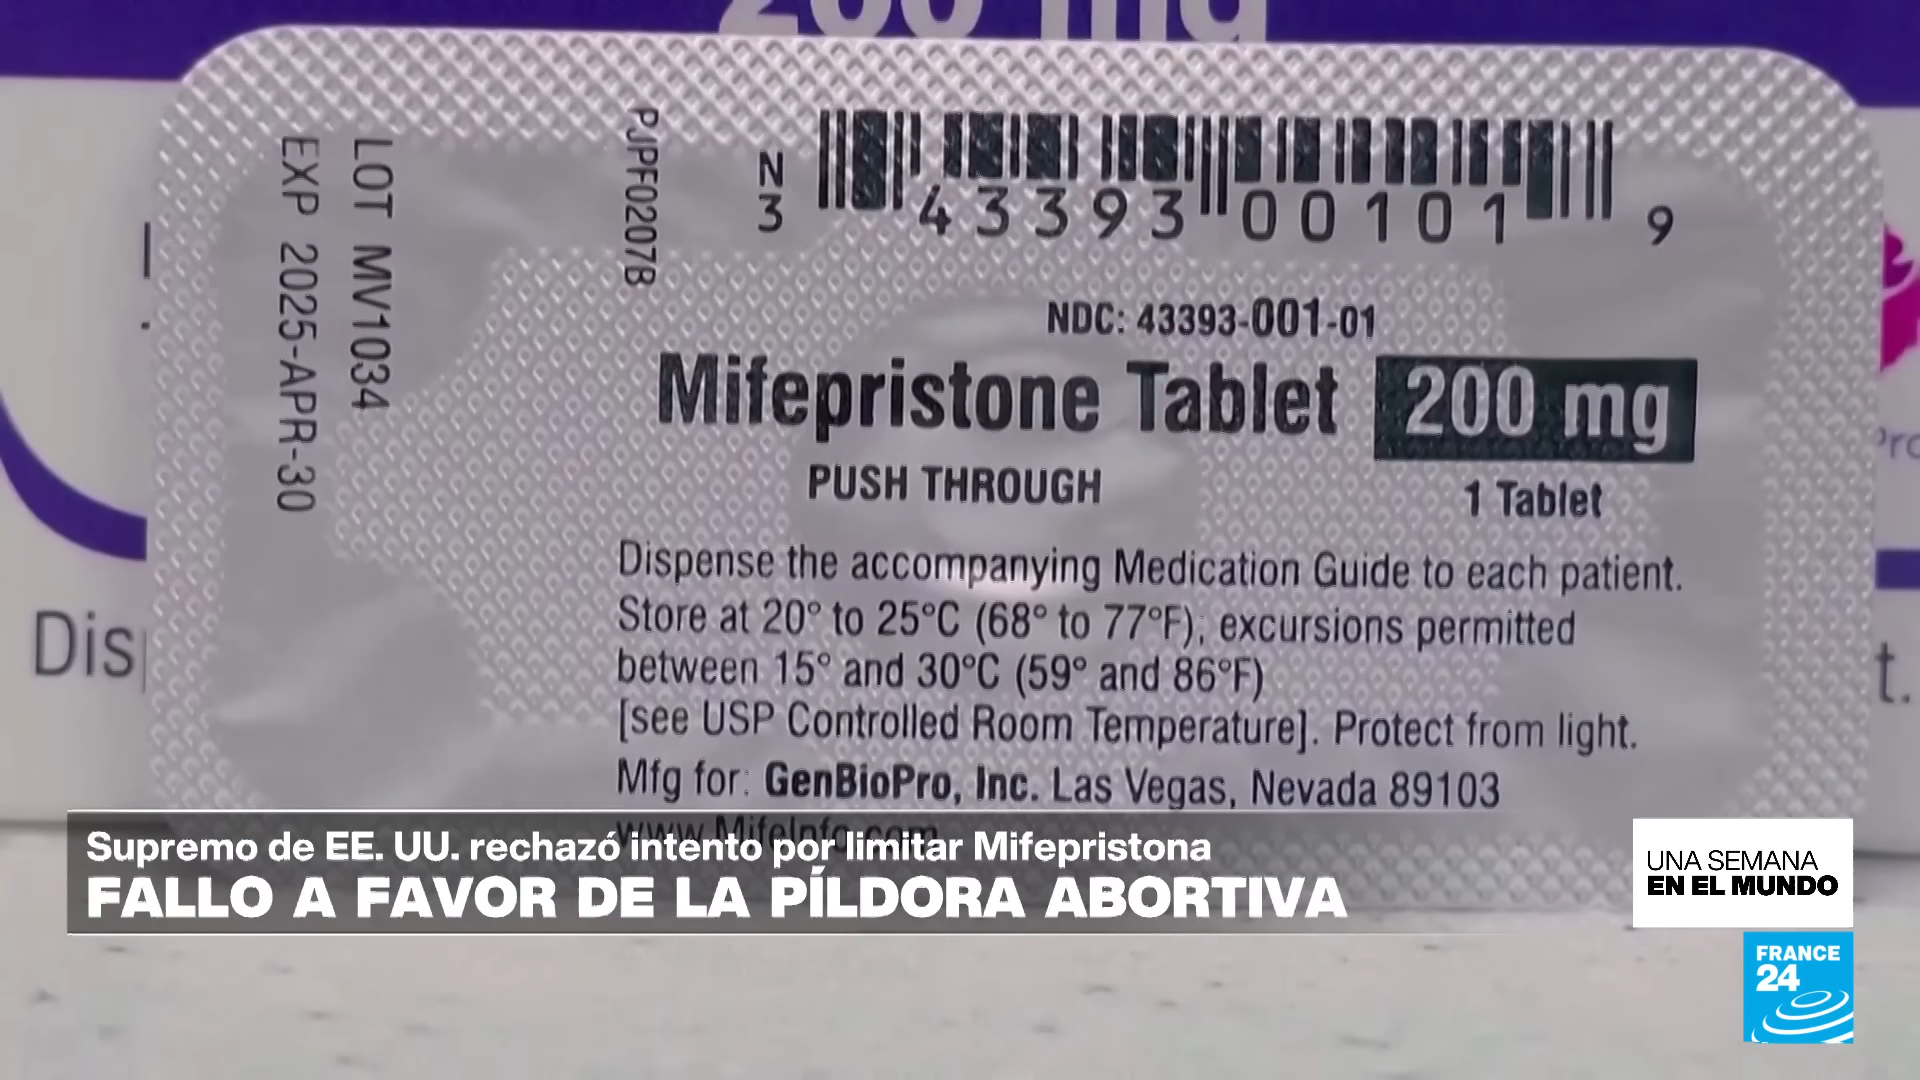 200 mg
LOT MV1034
EXP 2025-APR-30
PJPF0207B
N
3
43393 00101 9
NDC: 43393-001-01
Mifepristone Tablet 200 mg
PUSH THROUGH
1 Tablet
Dispense the accompanying Medication Guide to each patient.
Store at 20° to 25°C (68° to 77°F); excursions permitted
between 15° and 30°C (59° and 86°F)
[see USP Controlled Room Temperature]. Protect from light.
Mfg for: GenBioPro, Inc. Las Vegas, Nevada 89103
www.MifeInfo.com
Dis
t.
Pro
Supremo de EE. UU. rechazó intento por limitar Mifepristona
FALLO A FAVOR DE LA PÍLDORA ABORTIVA
UNA SEMANA
EN EL MUNDO
FRANCE
24